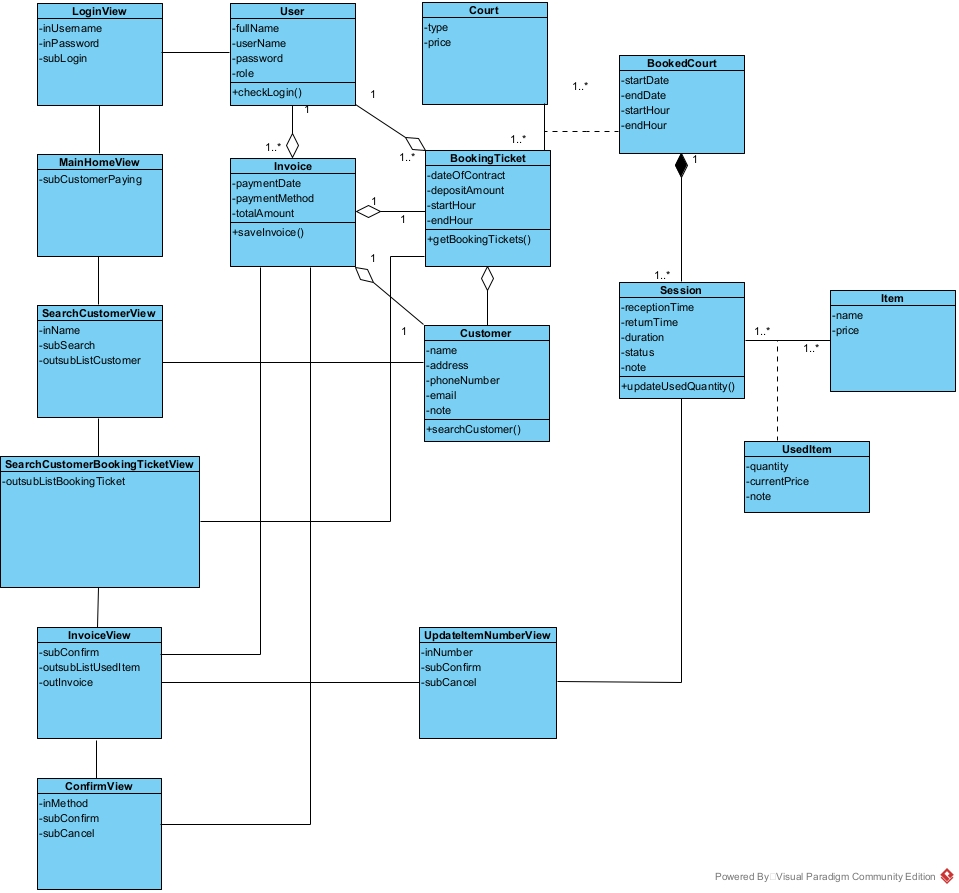 LoginView
-inUsername
-inPassword
-subLogin
User
-fullName
-userName
-password
-role
+checkLogin()
Court
-type
-price
BookedCourt
-startDate
-endDate
-startHour
-endHour
1
1
1..*
1..*
1..*
1..*
1
MainHomeView
-subCustomerPaying
Invoice
-paymentDate
-paymentMethod
-totalAmount
+saveInvoice()
1
1
BookingTicket
-dateOfContract
-depositAmount
-startHour
-endHour
+getBookingTickets()
1
1
1..*
Session
-receptionTime
-returnTime
-duration
-status
-note
+updateUsedQuantity()
1..*
1..*
Item
-name
-price
SearchCustomerView
-inName
-subSearch
-outsubListCustomer
Customer
-name
-address
-phoneNumber
-email
-note
+searchCustomer()
UsedItem
-quantity
-currentPrice
-note
SearchCustomerBookingTicketView
-outsubListBookingTicket
InvoiceView
-subConfirm
-outsubListUsedItem
-outInvoice
UpdateItemNumberView
-inNumber
-subConfirm
-subCancel
ConfirmView
-inMethod
-subConfirm
-subCancel
Powered By Visual Paradigm Community Edition